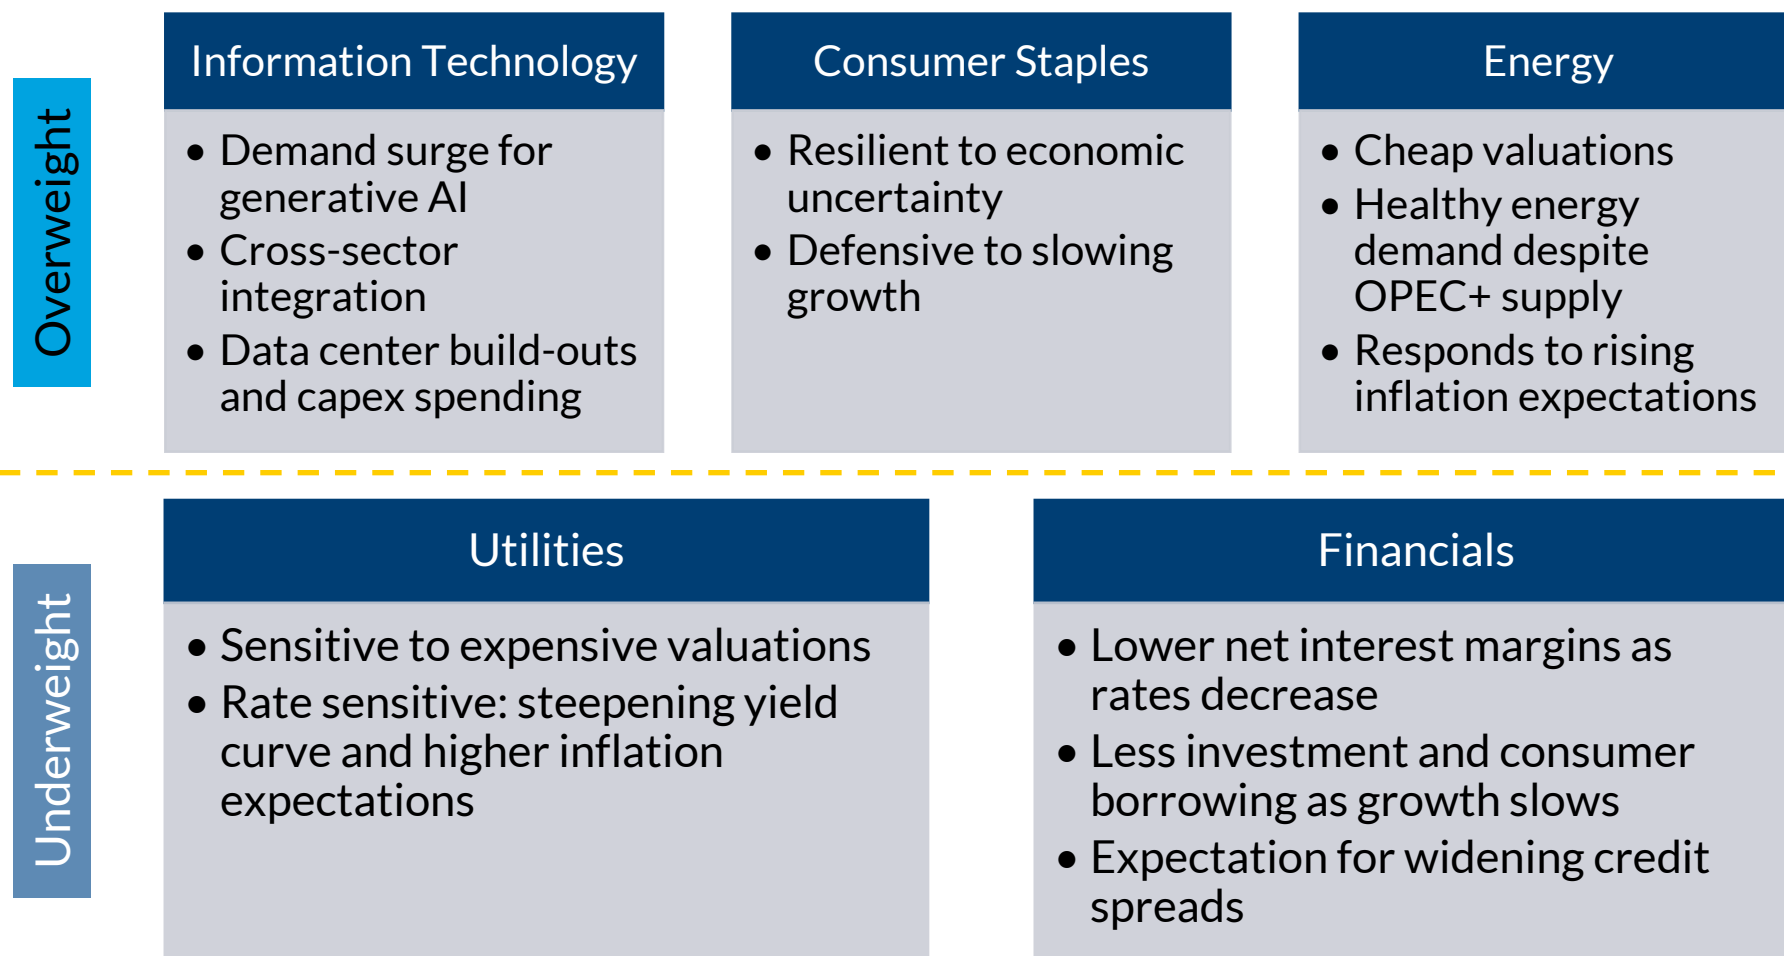 Overweight
Information Technology
• Demand surge for
generative AI
• Cross-sector
integration
• Data center build-outs
and capex spending
Consumer Staples
• Resilient to economic
uncertainty
• Defensive to slowing
growth
Energy
• Cheap valuations
• Healthy energy
demand despite
OPEC+ supply
• Responds to rising
inflation expectations
Underweight
Utilities
• Sensitive to expensive valuations
• Rate sensitive: steepening yield
curve and higher inflation
expectations
Financials
• Lower net interest margins as
rates decrease
• Less investment and consumer
borrowing as growth slows
• Expectation for widening credit
spreads